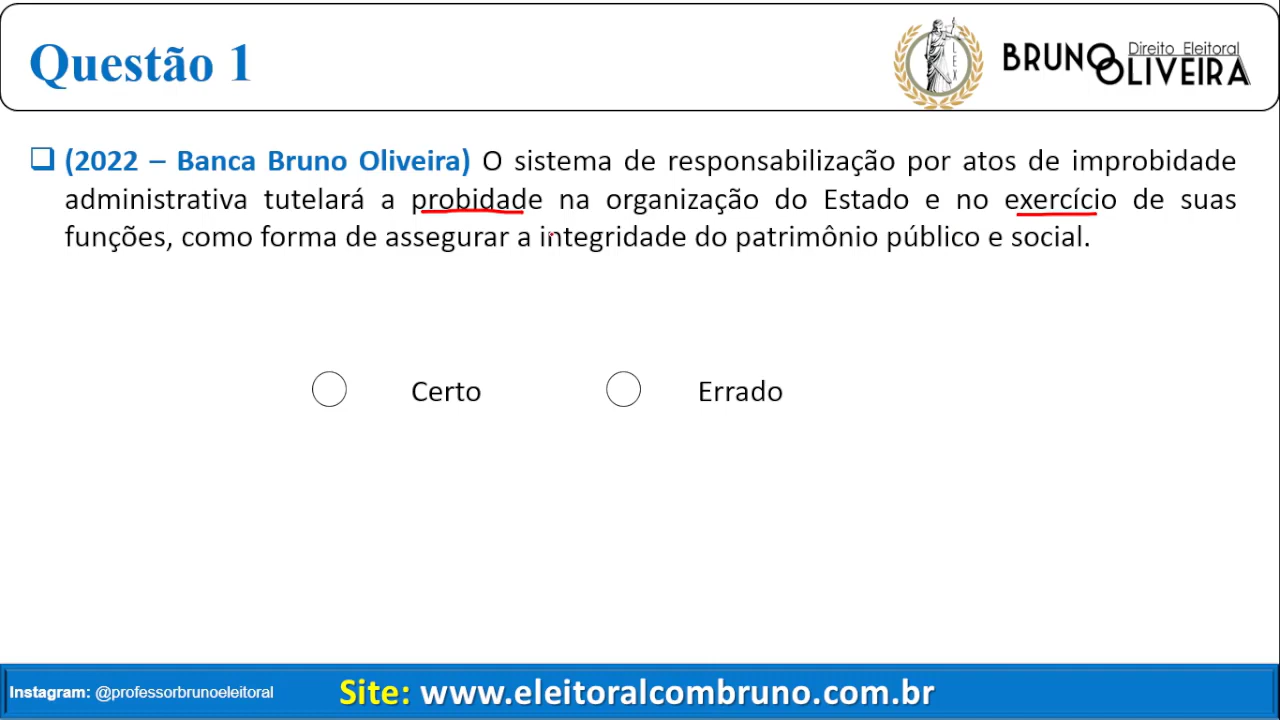 Questão 1
LEX
BRUNO Direito Eleitoral
OLIVEIRA
(2022 – Banca Bruno Oliveira) O sistema de responsabilização por atos de improbidade
administrativa tutelará a probidade na organização do Estado e no exercício de suas
funções, como forma de assegurar a integridade do patrimônio público e social.
Certo Errado
Instagram: @professorbrunoeleitoral Site: www.eleitoralcombruno.com.br